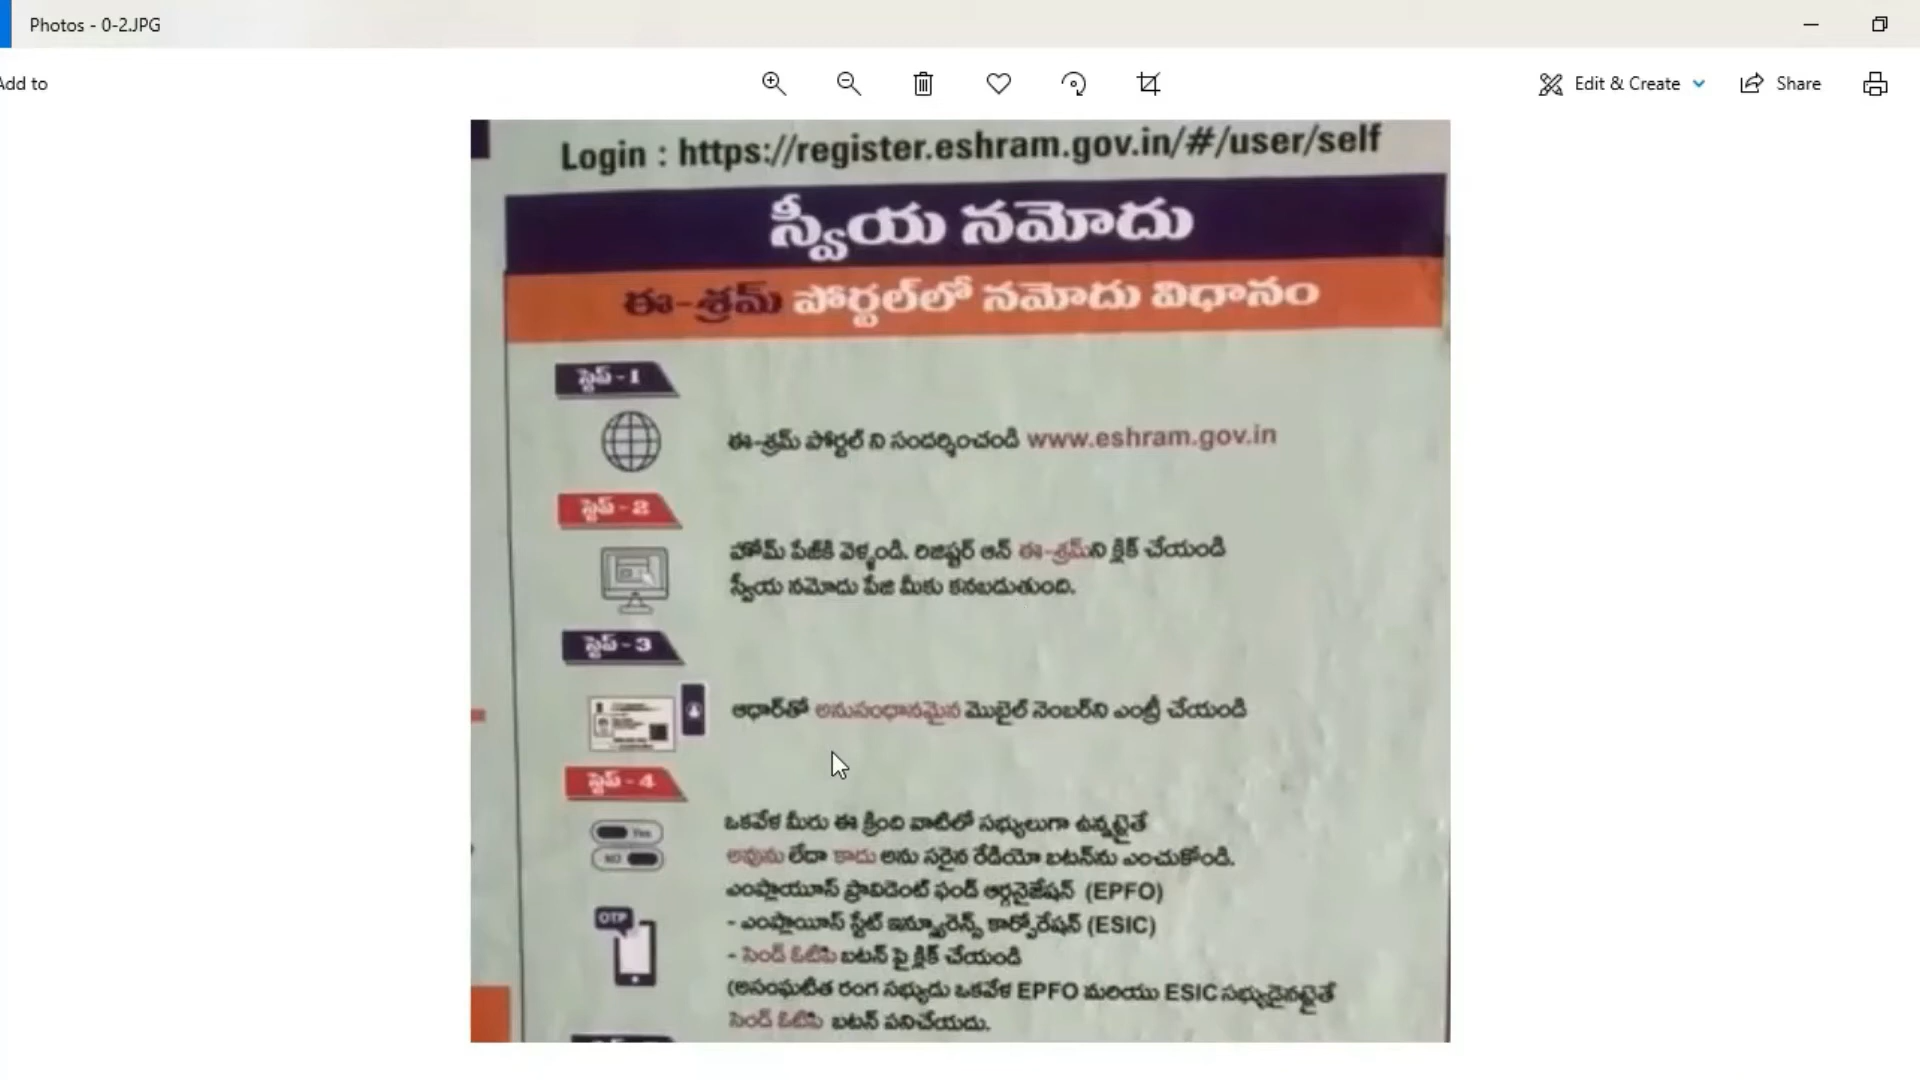 Photos - 0-2.JPG
Add to
Edit & Create
Share
Login : https://register.eshram.gov.in/#/user/self
స్వీయ నమోదు
ఈ-శ్రమ్ పోర్టల్‌లో నమోదు విధానం
స్టెప్ - 1
ఈ-శ్రమ్ పోర్టల్ ని సందర్శించండి www.eshram.gov.in
స్టెప్ - 2
హోమ్ పేజ్‌కి వెళ్ళండి. రిజిష్టర్ ఆన్ ఈ-శ్రమ్‌ని క్లిక్ చేయండి
స్వీయ నమోదు పేజి మీకు కనబడుతుంది.
స్టెప్ - 3
ఆధార్‌తో అనుసంధానమైన మొబైల్ నెంబర్‌ని ఎంట్రీ చేయండి
స్టెప్ - 4
Yes
NO
ఒకవేళ మీరు ఈ క్రింది వాటిలో సభ్యులుగా ఉన్నట్లైతే
అవును లేదా కాదు అను సరైన రేడియో బటన్‌ను ఎంచుకోండి.
ఎంప్లాయూస్ ప్రావిడెంట్ ఫండ్ ఆర్గనైజేషన్ (EPFO)
OTP
- ఎంప్లాయీస్ స్టేట్ ఇన్స్యూరెన్స్ కార్పోరేషన్ (ESIC)
- సెండ్ ఓటిపి బటన్ పై క్లిక్ చేయండి
(అసంఘటిత రంగ సభ్యుడు ఒకవేళ EPFO మరియు ESIC సభ్యుడైనట్లైతే
సెండ్ ఓటిపి బటన్ పనిచేయదు.